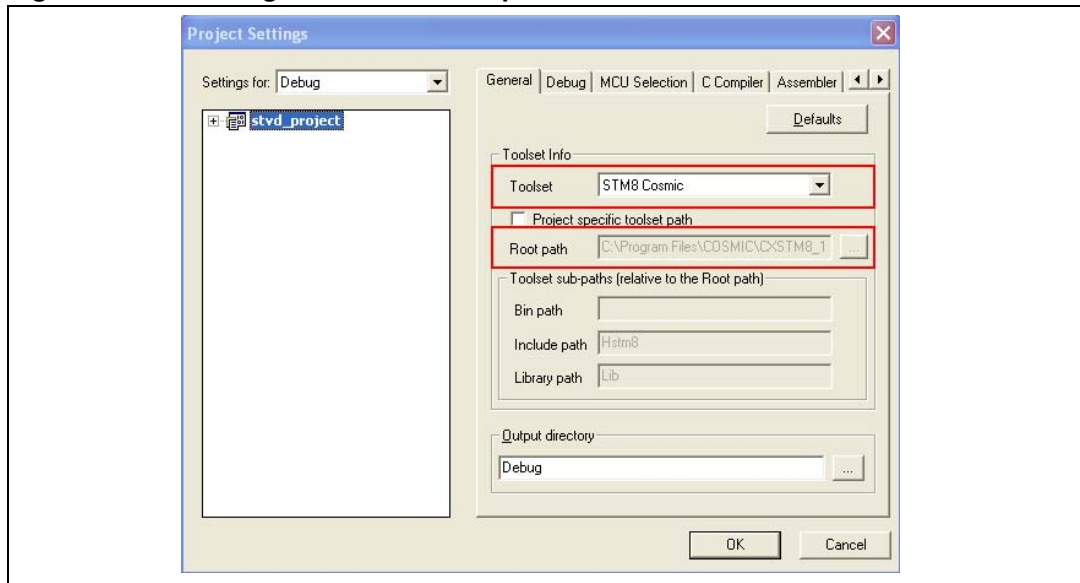 Project Settings
Settings for: Debug
stvd_project
General Debug MCU Selection C Compiler Assembler
Defaults
Toolset Info
Toolset STM8 Cosmic
Project specific toolset path
Root path C:\Program Files\COSMIC\CXSTM8_1 ...
Toolset sub-paths (relative to the Root path)
Bin path
Include path Hstm8
Library path Lib
Output directory
Debug ...
OK Cancel